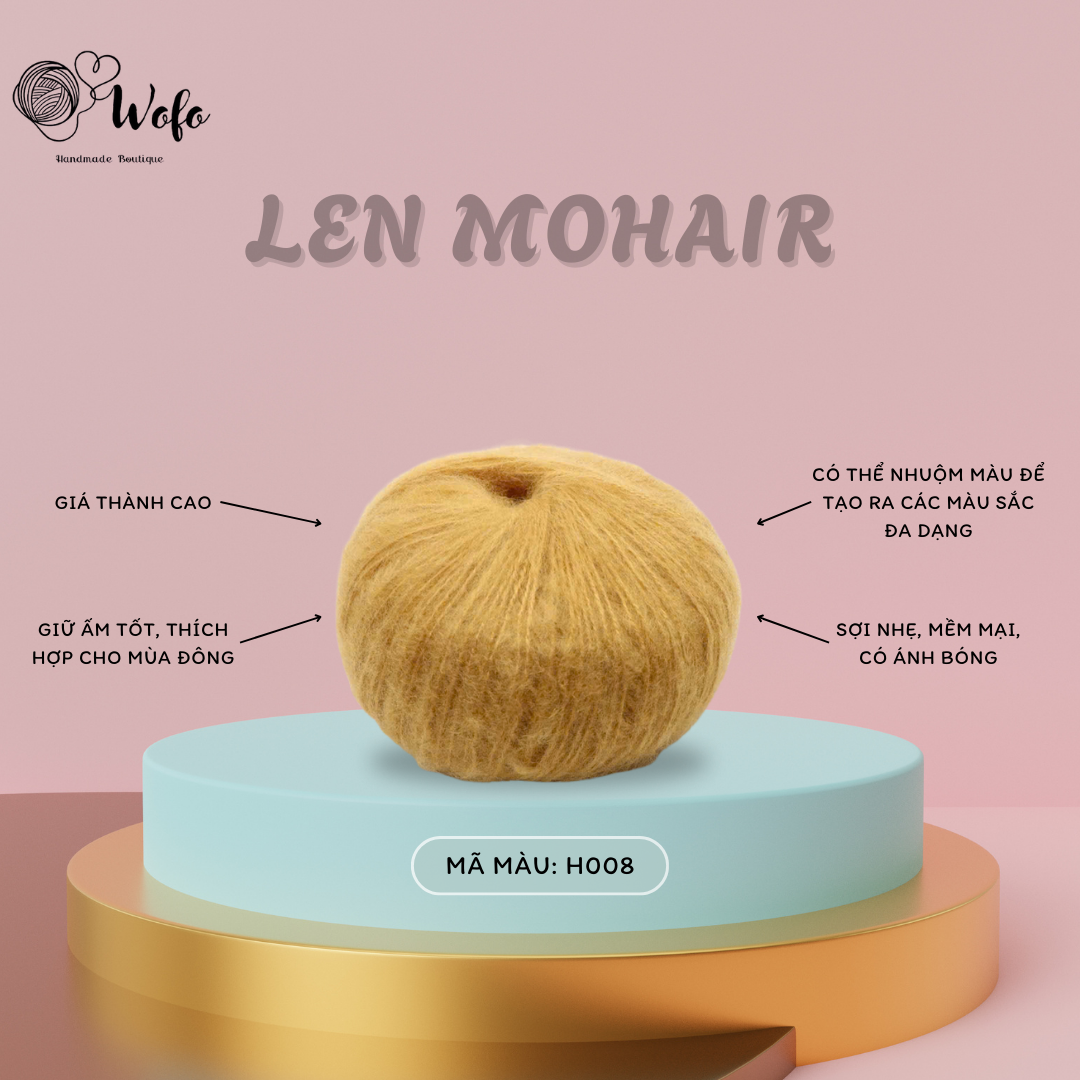 Wofo
Handmade Boutique
LEN MOHAIR
GIÁ THÀNH CAO
CÓ THỂ NHUỘM MÀU ĐỂ
TẠO RA CÁC MÀU SẮC
ĐA DẠNG
GIỮ ẤM TỐT, THÍCH
HỢP CHO MÙA ĐÔNG
SỢI NHẸ, MỀM MẠI,
CÓ ÁNH BÓNG
MÃ MÀU: H008